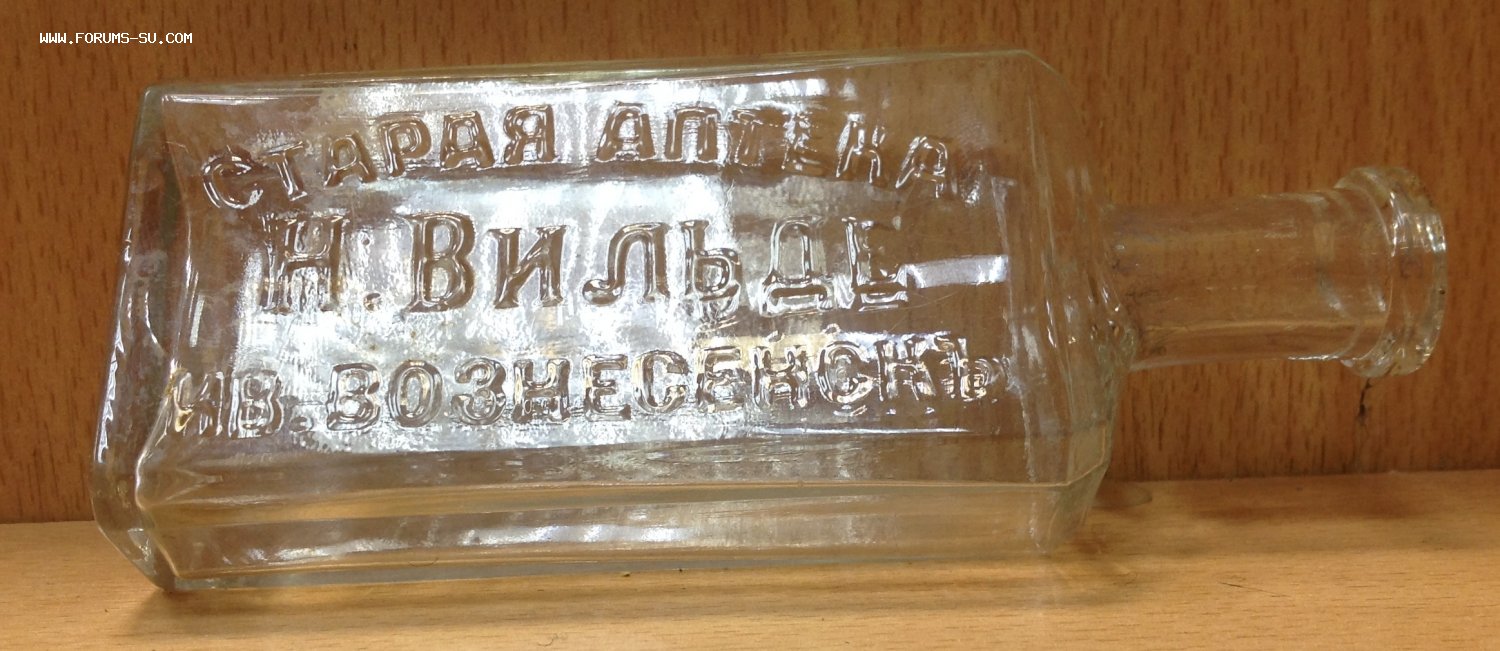 WWW.FORUMS-SU.COM
СТАРАЯ АПТЕКА
Н. ВИЛЬДЕ
ИВ. ВОЗНЕСЕНСКЪ